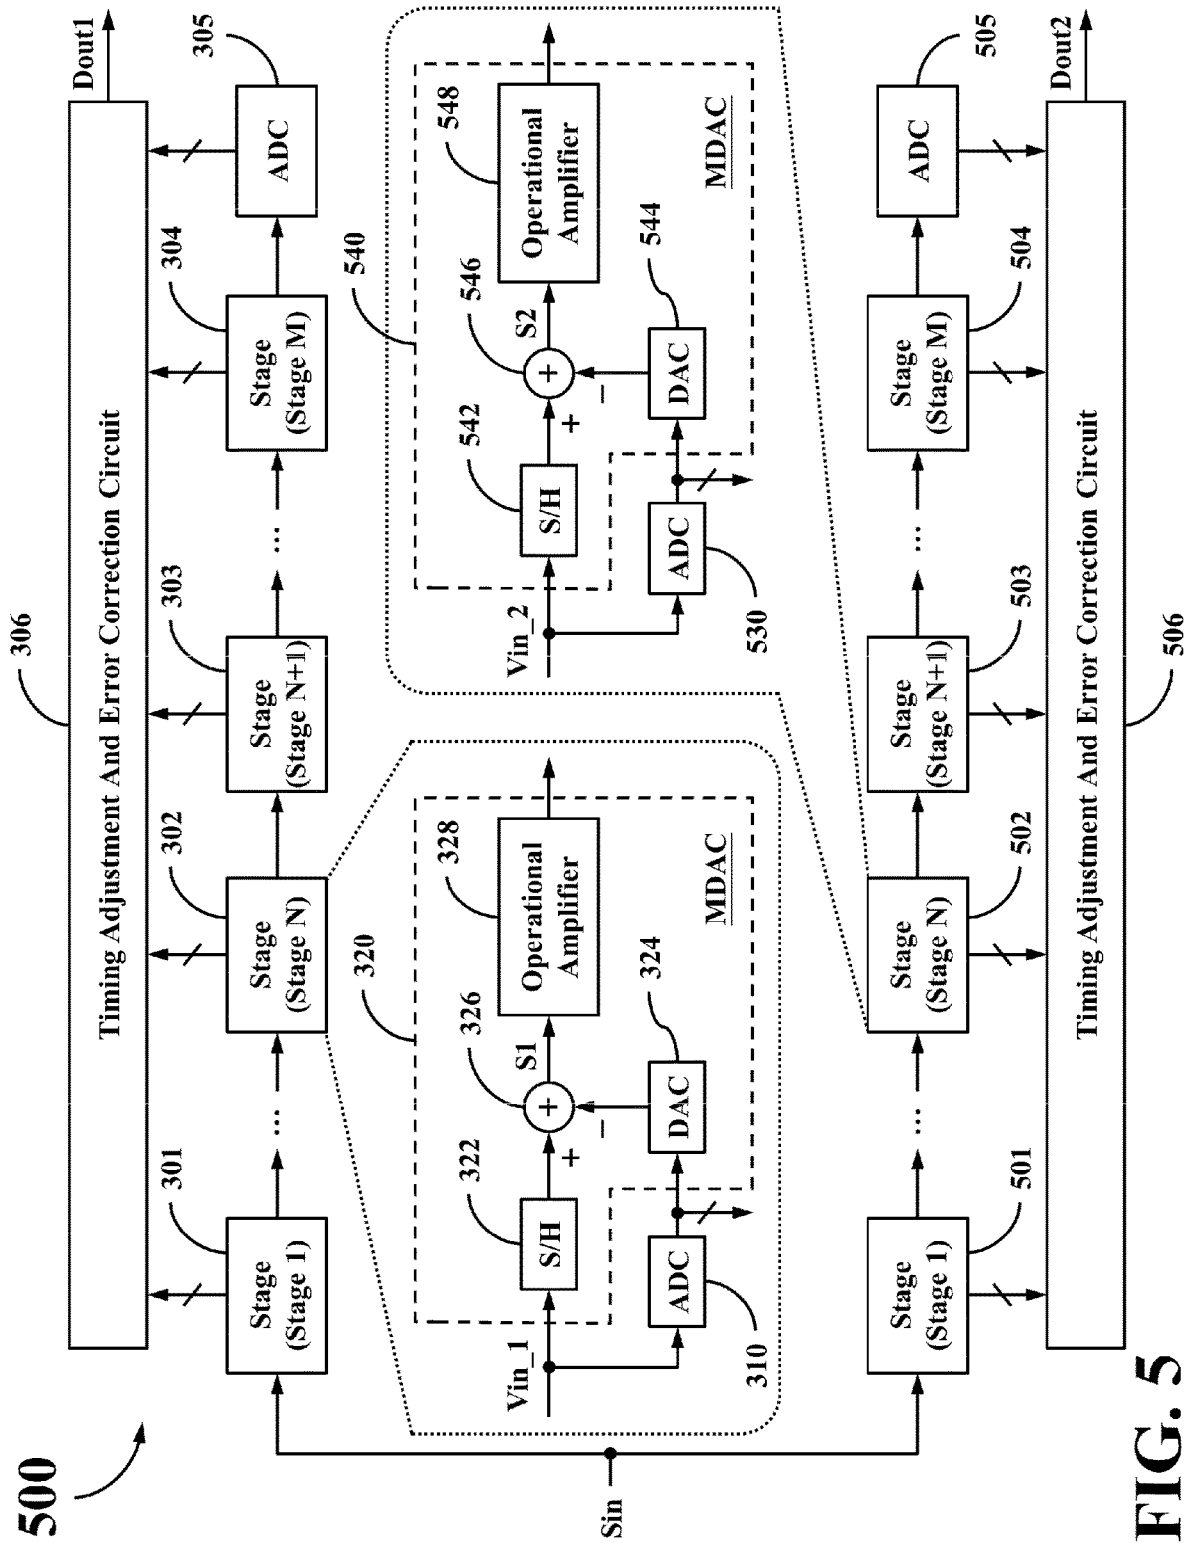 500
306
Timing Adjustment And Error Correction Circuit
Dout1
301
302
303
304
305
Stage
(Stage 1)
...
Stage
(Stage N)
Stage
(Stage N+1)
...
Stage
(Stage M)
ADC
320
322
326
328
Vin_1
S/H
+
+
S1
Operational
Amplifier
−
ADC
DAC
MDAC
310
324
540
542
546
548
Vin_2
S/H
+
+
S2
Operational
Amplifier
−
ADC
DAC
MDAC
530
544
Sin
Stage
(Stage 1)
...
Stage
(Stage N)
Stage
(Stage N+1)
...
Stage
(Stage M)
ADC
501
502
503
504
505
Timing Adjustment And Error Correction Circuit
Dout2
506
FIG. 5